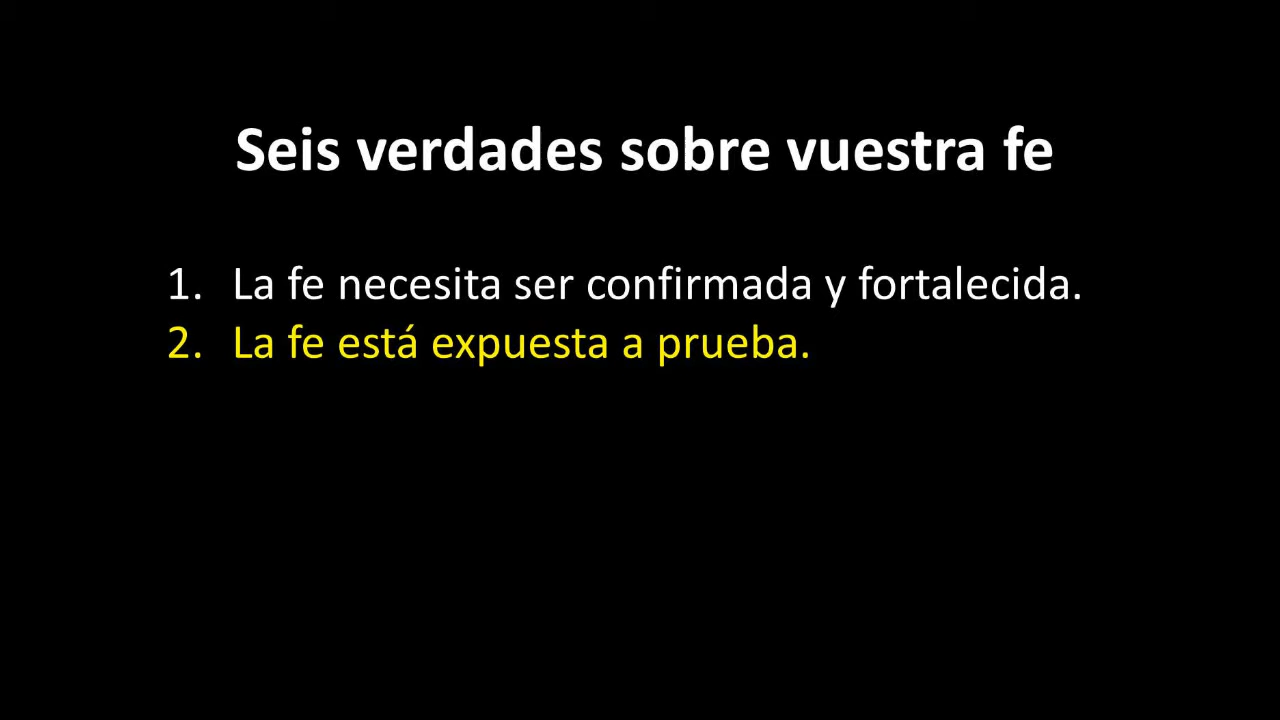 Seis verdades sobre vuestra fe
1. La fe necesita ser confirmada y fortalecida.
2. La fe está expuesta a prueba.